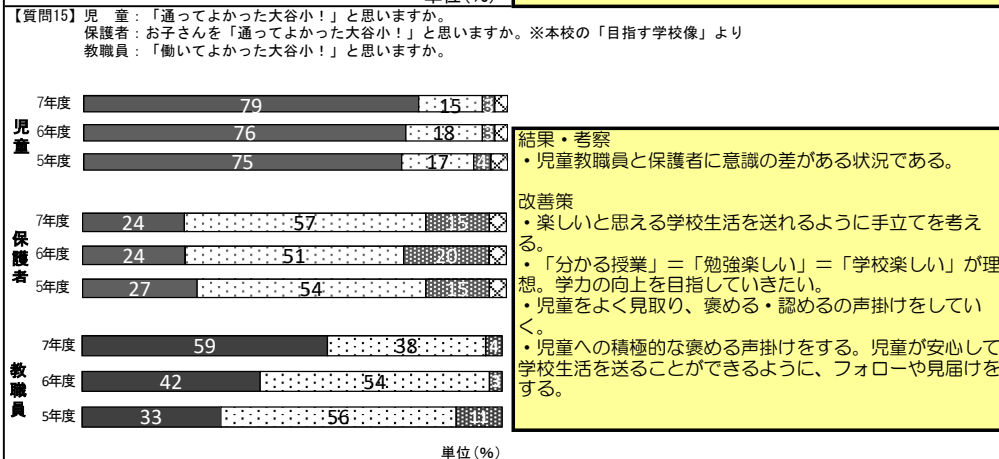 【質問15】児 童：「通ってよかった大谷小！」と思いますか。
保護者：お子さんを「通ってよかった大谷小！」と思いますか。※本校の「目指す学校像」より
教職員：「働いてよかった大谷小！」と思いますか。
児童
7年度 79 15 3
6年度 76 18 3
5年度 75 17 4
保護者
7年度 24 57 15
6年度 24 51 20
5年度 27 54 15
教職員
7年度 59 38 4
6年度 42 54 3
5年度 33 56 11
単位(%)
結果・考察
・児童教職員と保護者に意識の差がある状況である。
改善策
・楽しいと思える学校生活を送れるように手立てを考え
る。
・「分かる授業」＝「勉強楽しい」＝「学校楽しい」が理
想。学力の向上を目指していきたい。
・児童をよく見取り、褒める・認めるの声掛けをしてい
く。
・児童への積極的な褒める声掛けをする。児童が安心して
学校生活を送ることができるように、フォローや見届けを
する。